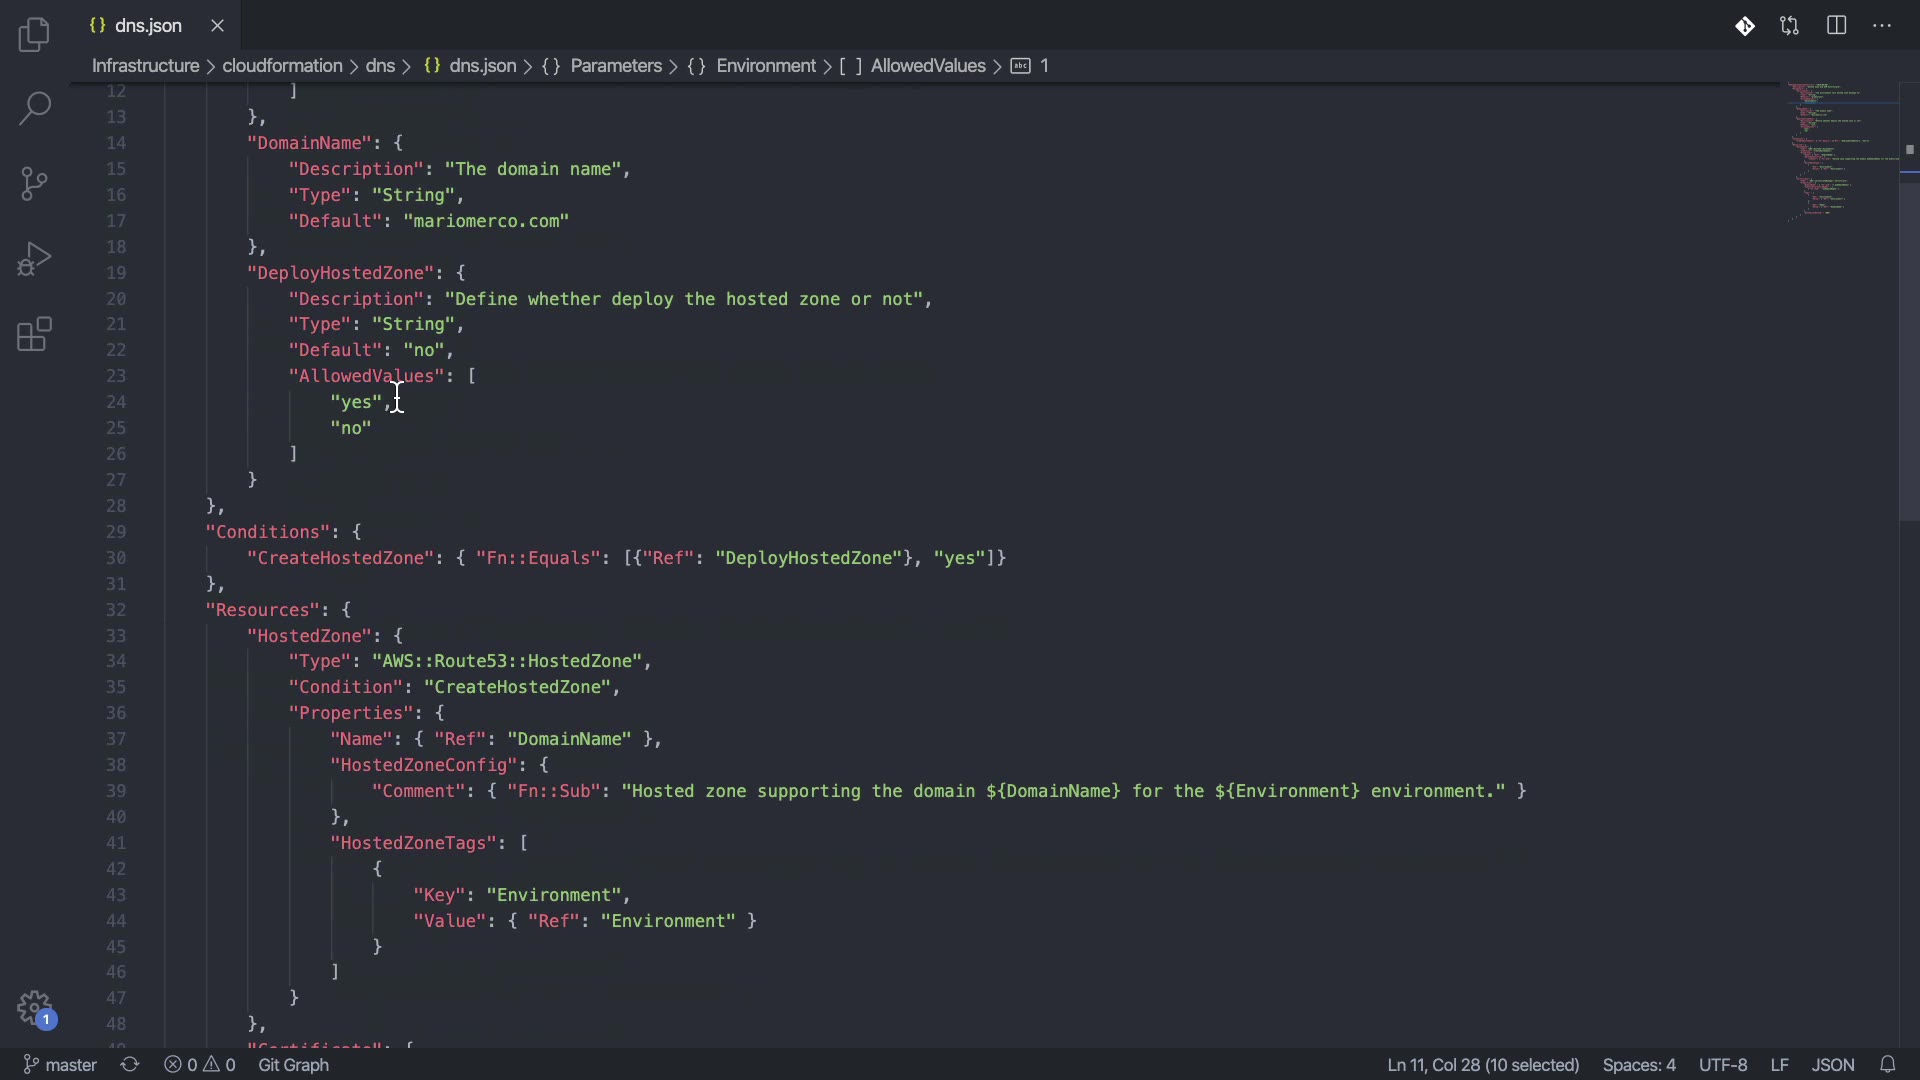 {} dns.json
Infrastructure > cloudformation > dns > {} dns.json > {} Parameters > {} Environment > [ ] AllowedValues > abc 1
12 ]
13 },
14 "DomainName": {
15 "Description": "The domain name",
16 "Type": "String",
17 "Default": "mariomerco.com"
18 },
19 "DeployHostedZone": {
20 "Description": "Define whether deploy the hosted zone or not",
21 "Type": "String",
22 "Default": "no",
23 "AllowedValues": [
24 "yes",
25 "no"
26 ]
27 }
28 },
29 "Conditions": {
30 "CreateHostedZone": { "Fn::Equals": [{"Ref": "DeployHostedZone"}, "yes"]}
31 },
32 "Resources": {
33 "HostedZone": {
34 "Type": "AWS::Route53::HostedZone",
35 "Condition": "CreateHostedZone",
36 "Properties": {
37 "Name": { "Ref": "DomainName" },
38 "HostedZoneConfig": {
39 "Comment": { "Fn::Sub": "Hosted zone supporting the domain ${DomainName} for the ${Environment} environment." }
40 },
41 "HostedZoneTags": [
42 {
43 "Key": "Environment",
44 "Value": { "Ref": "Environment" }
45 }
46 ]
47 }
48 },
49 "Certificate": {
1
master 0 0 Git Graph Ln 11, Col 28 (10 selected) Spaces: 4 UTF-8 LF JSON